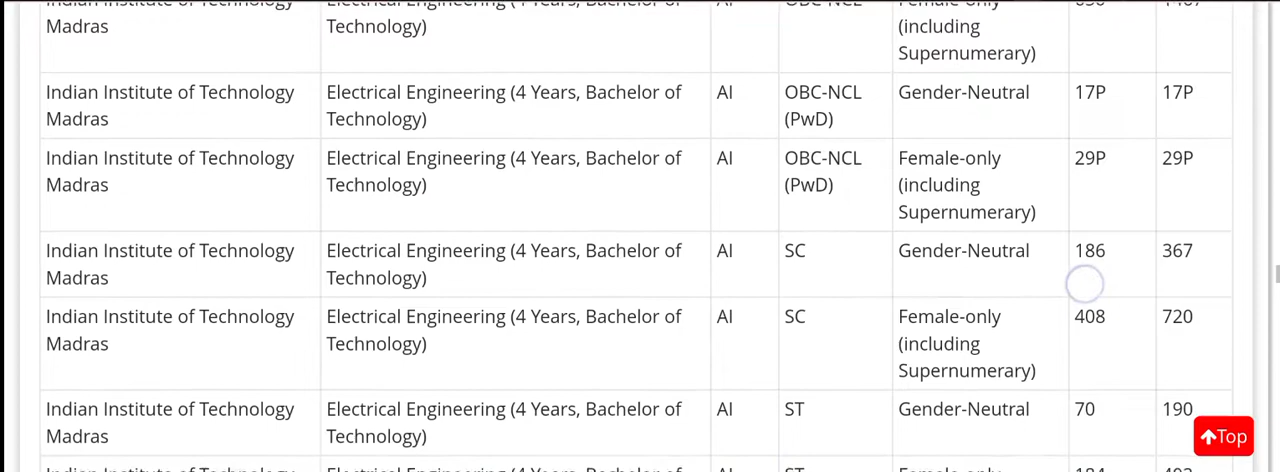 Madras Technology) (including
Supernumerary)
Indian Institute of Technology Electrical Engineering (4 Years, Bachelor of AI OBC-NCL Gender-Neutral 17P 17P
Madras Technology) (PwD)
Indian Institute of Technology Electrical Engineering (4 Years, Bachelor of AI OBC-NCL Female-only 29P 29P
Madras Technology) (PwD) (including
Supernumerary)
Indian Institute of Technology Electrical Engineering (4 Years, Bachelor of AI SC Gender-Neutral 186 367
Madras Technology)
Indian Institute of Technology Electrical Engineering (4 Years, Bachelor of AI SC Female-only 408 720
Madras Technology) (including
Supernumerary)
Indian Institute of Technology Electrical Engineering (4 Years, Bachelor of AI ST Gender-Neutral 70 190
Madras Technology)
Top